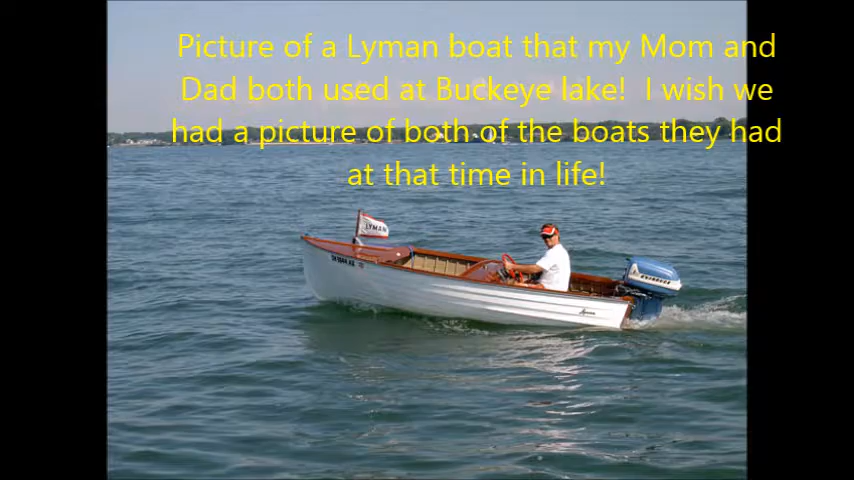 Picture of a Lyman boat that my Mom and
Dad both used at Buckeye lake!  I wish we
had a picture of both of the boats they had
at that time in life!
LYMAN
Lyman
EVINRUDE